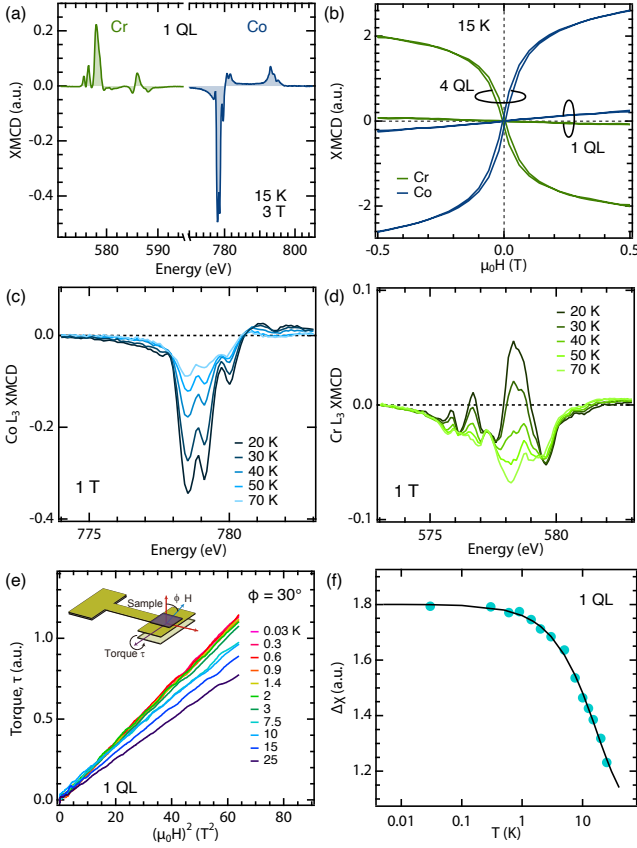 (a)
Cr
1 QL
Co
0.2
0.0
-0.2
-0.4
XMCD (a.u.)
15 K
3 T
580
590
780
800
Energy (eV)
(b)
15 K
4 QL
1 QL
Cr
Co
2
0
-2
XMCD (a.u.)
-0.5
0.0
0.5
μ₀H (T)
(c)
0.0
-0.2
-0.4
Co L₃ XMCD
20 K
30 K
40 K
50 K
70 K
1 T
775
780
Energy (eV)
(d)
0.1
0.0
-0.1
Cr L₃ XMCD
20 K
30 K
40 K
50 K
70 K
1 T
575
580
Energy (eV)
(e)
Sample
ϕ
H
Torque τ
ϕ = 30°
0.03 K
0.3
0.6
0.9
1.4
2
3
7.5
10
15
25
1.0
0.5
0.0
Torque, τ (a.u.)
1 QL
0
20
40
60
80
(μ₀H)² (T²)
(f)
1 QL
1.8
1.6
1.4
1.2
Δχ (a.u.)
0.01
0.1
1
10
T (K)